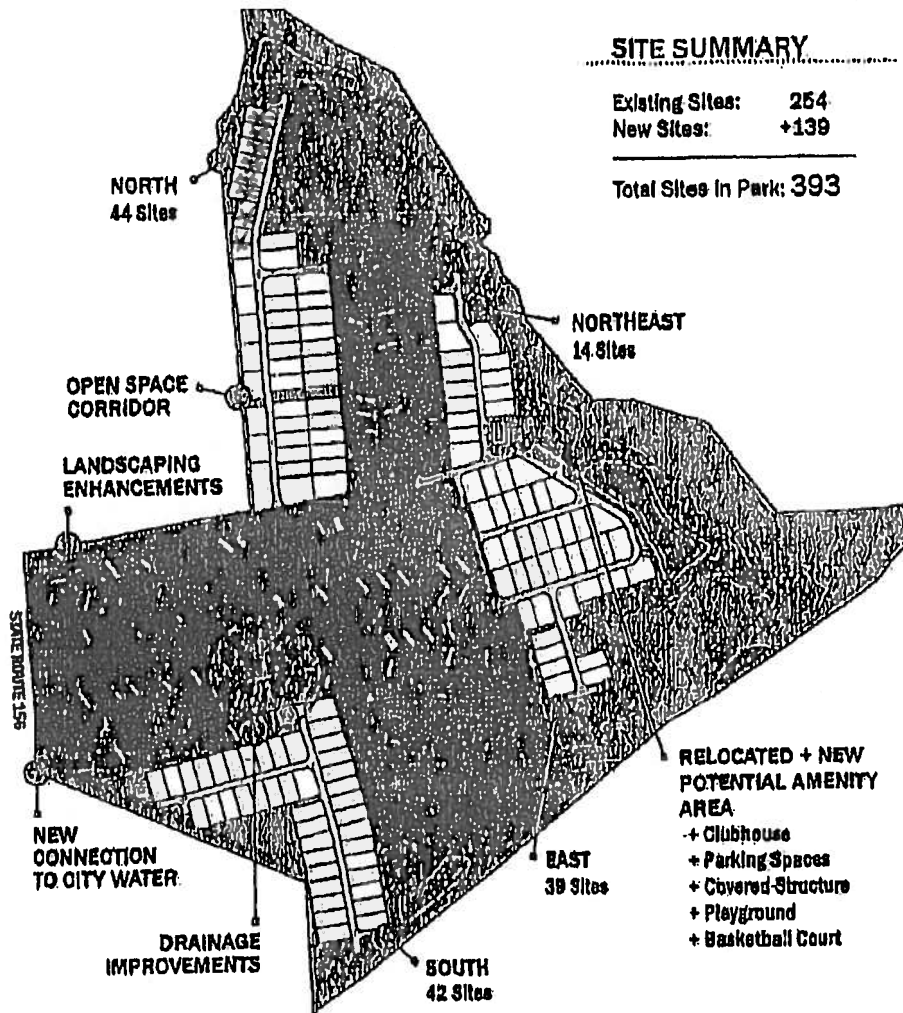 SITE SUMMARY
Existing Sites: 254
New Sites: +139
Total Sites in Park: 393
NORTH
44 Sites
NORTHEAST
14 Sites
OPEN SPACE
CORRIDOR
LANDSCAPING
ENHANCEMENTS
STATE ROUTE 156
RELOCATED + NEW
POTENTIAL AMENITY
AREA
+ Clubhouse
+ Parking Spaces
+ Covered Structure
+ Playground
+ Basketball Court
NEW
CONNECTION
TO CITY WATER
EAST
39 Sites
DRAINAGE
IMPROVEMENTS
SOUTH
42 Sites